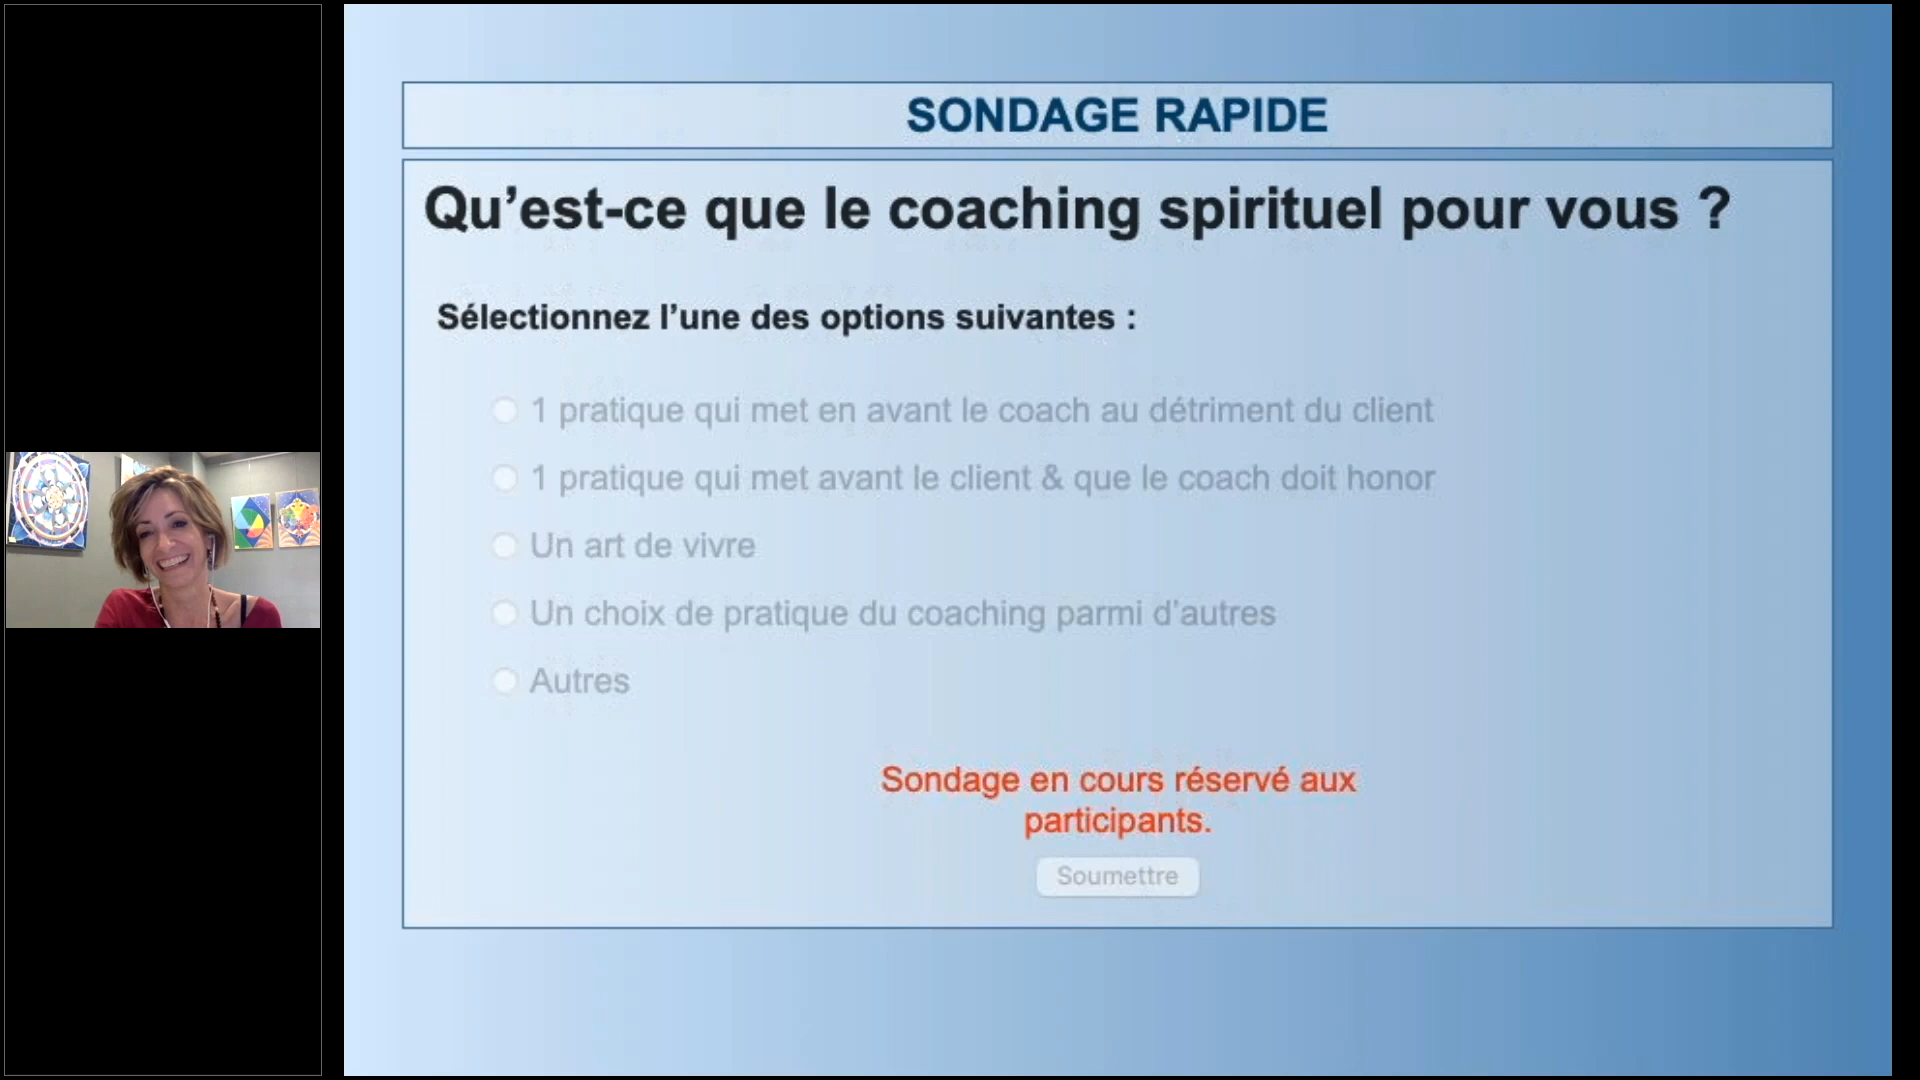 SONDAGE RAPIDE
Qu’est-ce que le coaching spirituel pour vous ?
Sélectionnez l’une des options suivantes :
1 pratique qui met en avant le coach au détriment du client
1 pratique qui met avant le client & que le coach doit honor
Un art de vivre
Un choix de pratique du coaching parmi d’autres
Autres
Sondage en cours réservé aux
participants.
Soumettre